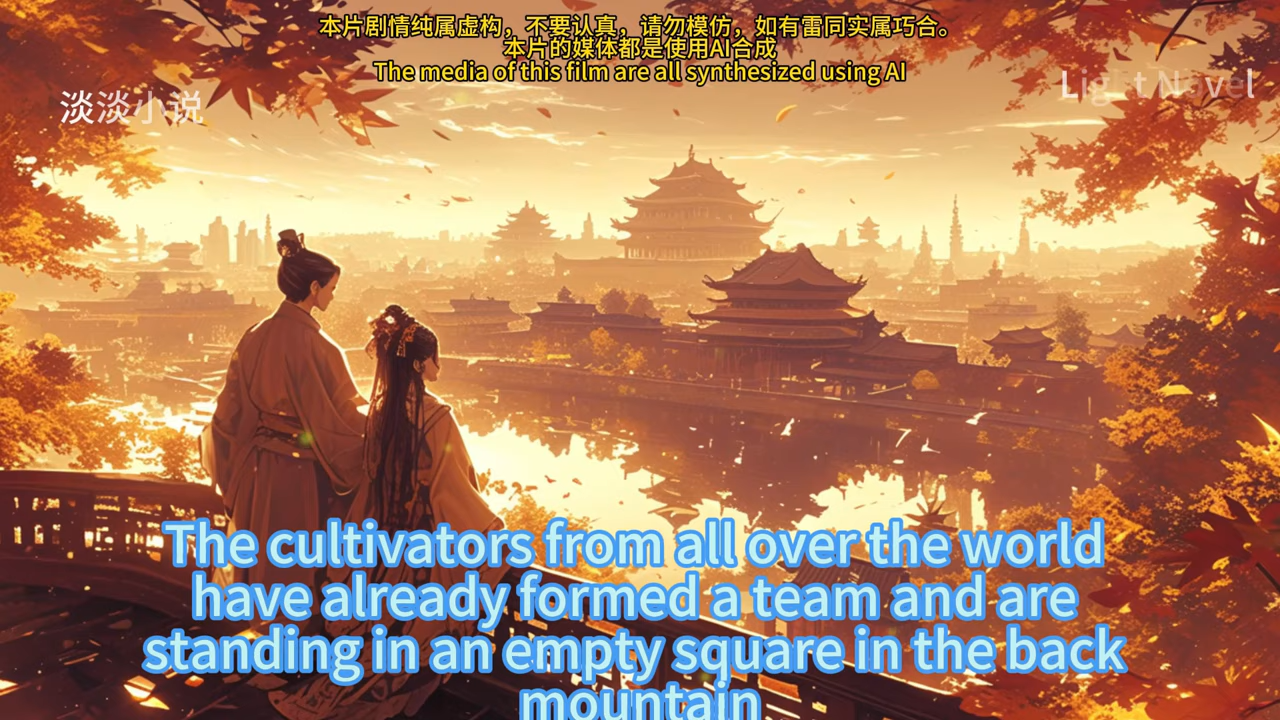 本片剧情纯属虚构，不要认真，请勿模仿，如有雷同实属巧合。
本片的媒体都是使用AI合成
The media of this film are all synthesized using AI
淡淡小说
Light Novel
The cultivators from all over the world
have already formed a team and are
standing in an empty square in the back
mountain